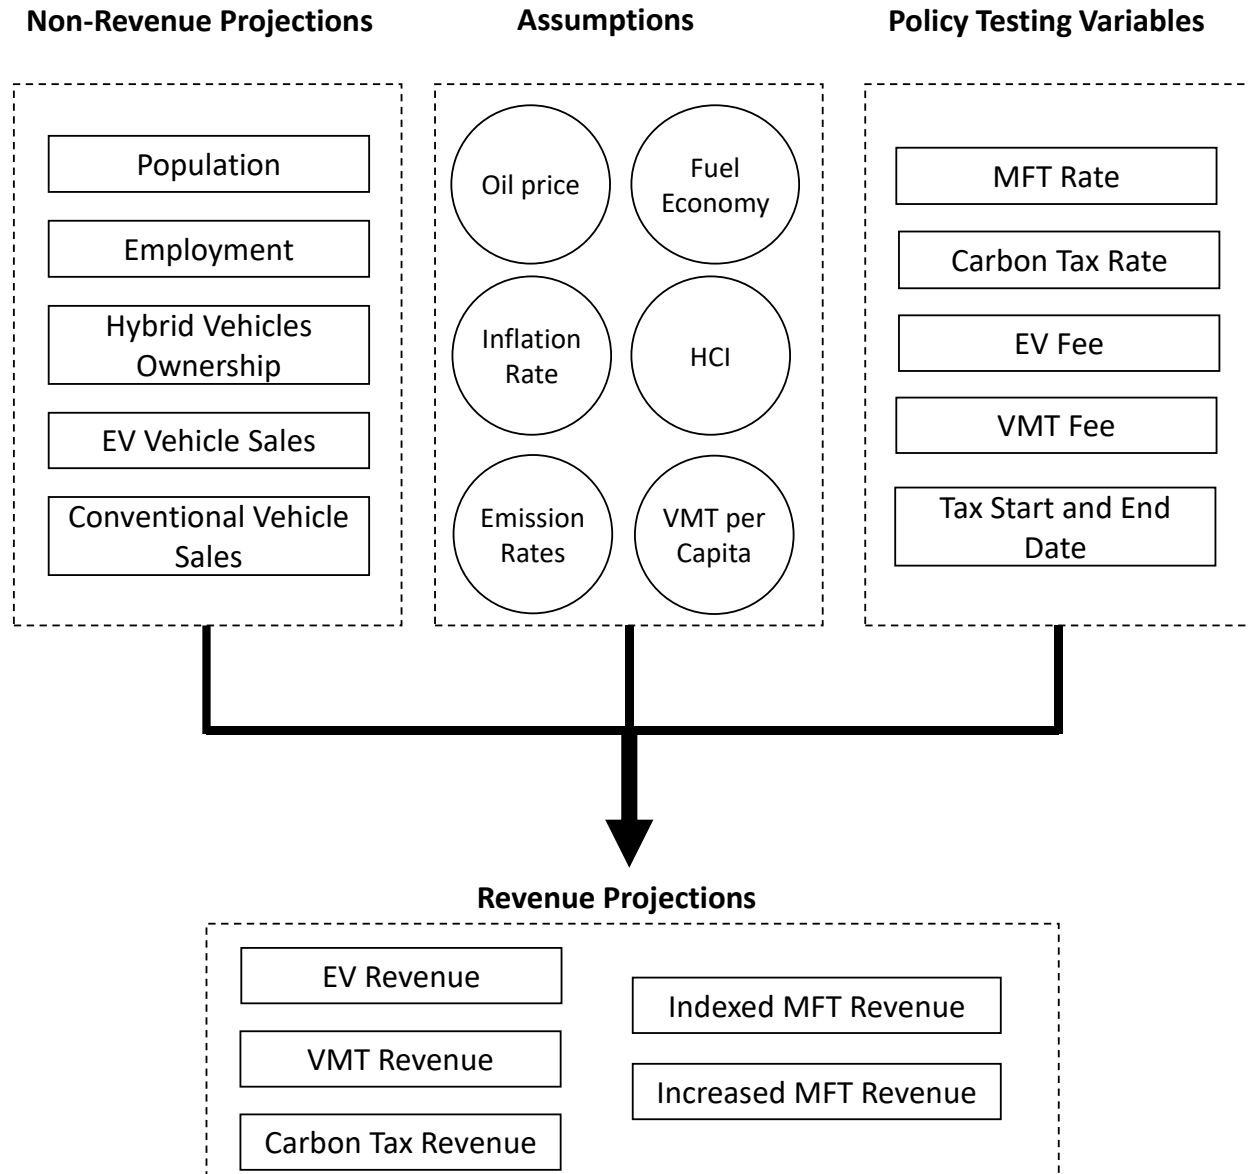 Non-Revenue Projections
Assumptions
Policy Testing Variables
Population
Employment
Hybrid Vehicles
Ownership
EV Vehicle Sales
Conventional Vehicle
Sales
Oil price
Fuel
Economy
Inflation
Rate
HCI
Emission
Rates
VMT per
Capita
MFT Rate
Carbon Tax Rate
EV Fee
VMT Fee
Tax Start and End
Date
Revenue Projections
EV Revenue
VMT Revenue
Carbon Tax Revenue
Indexed MFT Revenue
Increased MFT Revenue